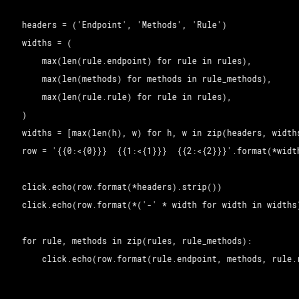 headers = ('Endpoint', 'Methods', 'Rule')
widths = (
max(len(rule.endpoint) for rule in rules),
max(len(methods) for methods in rule_methods),
max(len(rule.rule) for rule in rules),
)
widths = [max(len(h), w) for h, w in zip(headers, widths
row = '{{0:<{0}}}  {{1:<{1}}}  {{2:<{2}}}'.format(*width
click.echo(row.format(*headers).strip())
click.echo(row.format(*('-' * width for width in widths)
for rule, methods in zip(rules, rule_methods):
click.echo(row.format(rule.endpoint, methods, rule.r